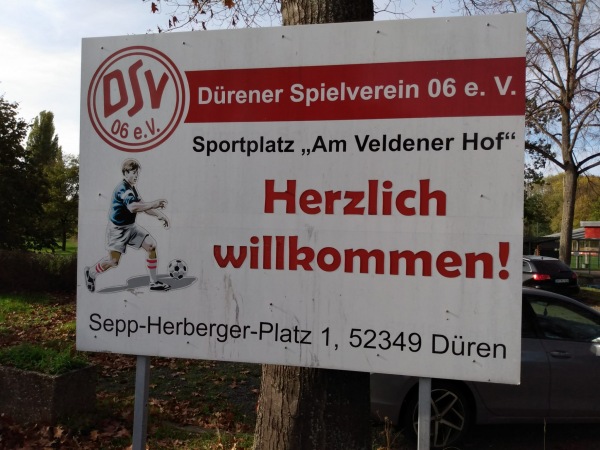 DSV
06 e.V.
Dürener Spielverein 06 e. V.
Sportplatz „Am Veldener Hof“
Herzlich
willkommen!
Sepp-Herberger-Platz 1, 52349 Düren